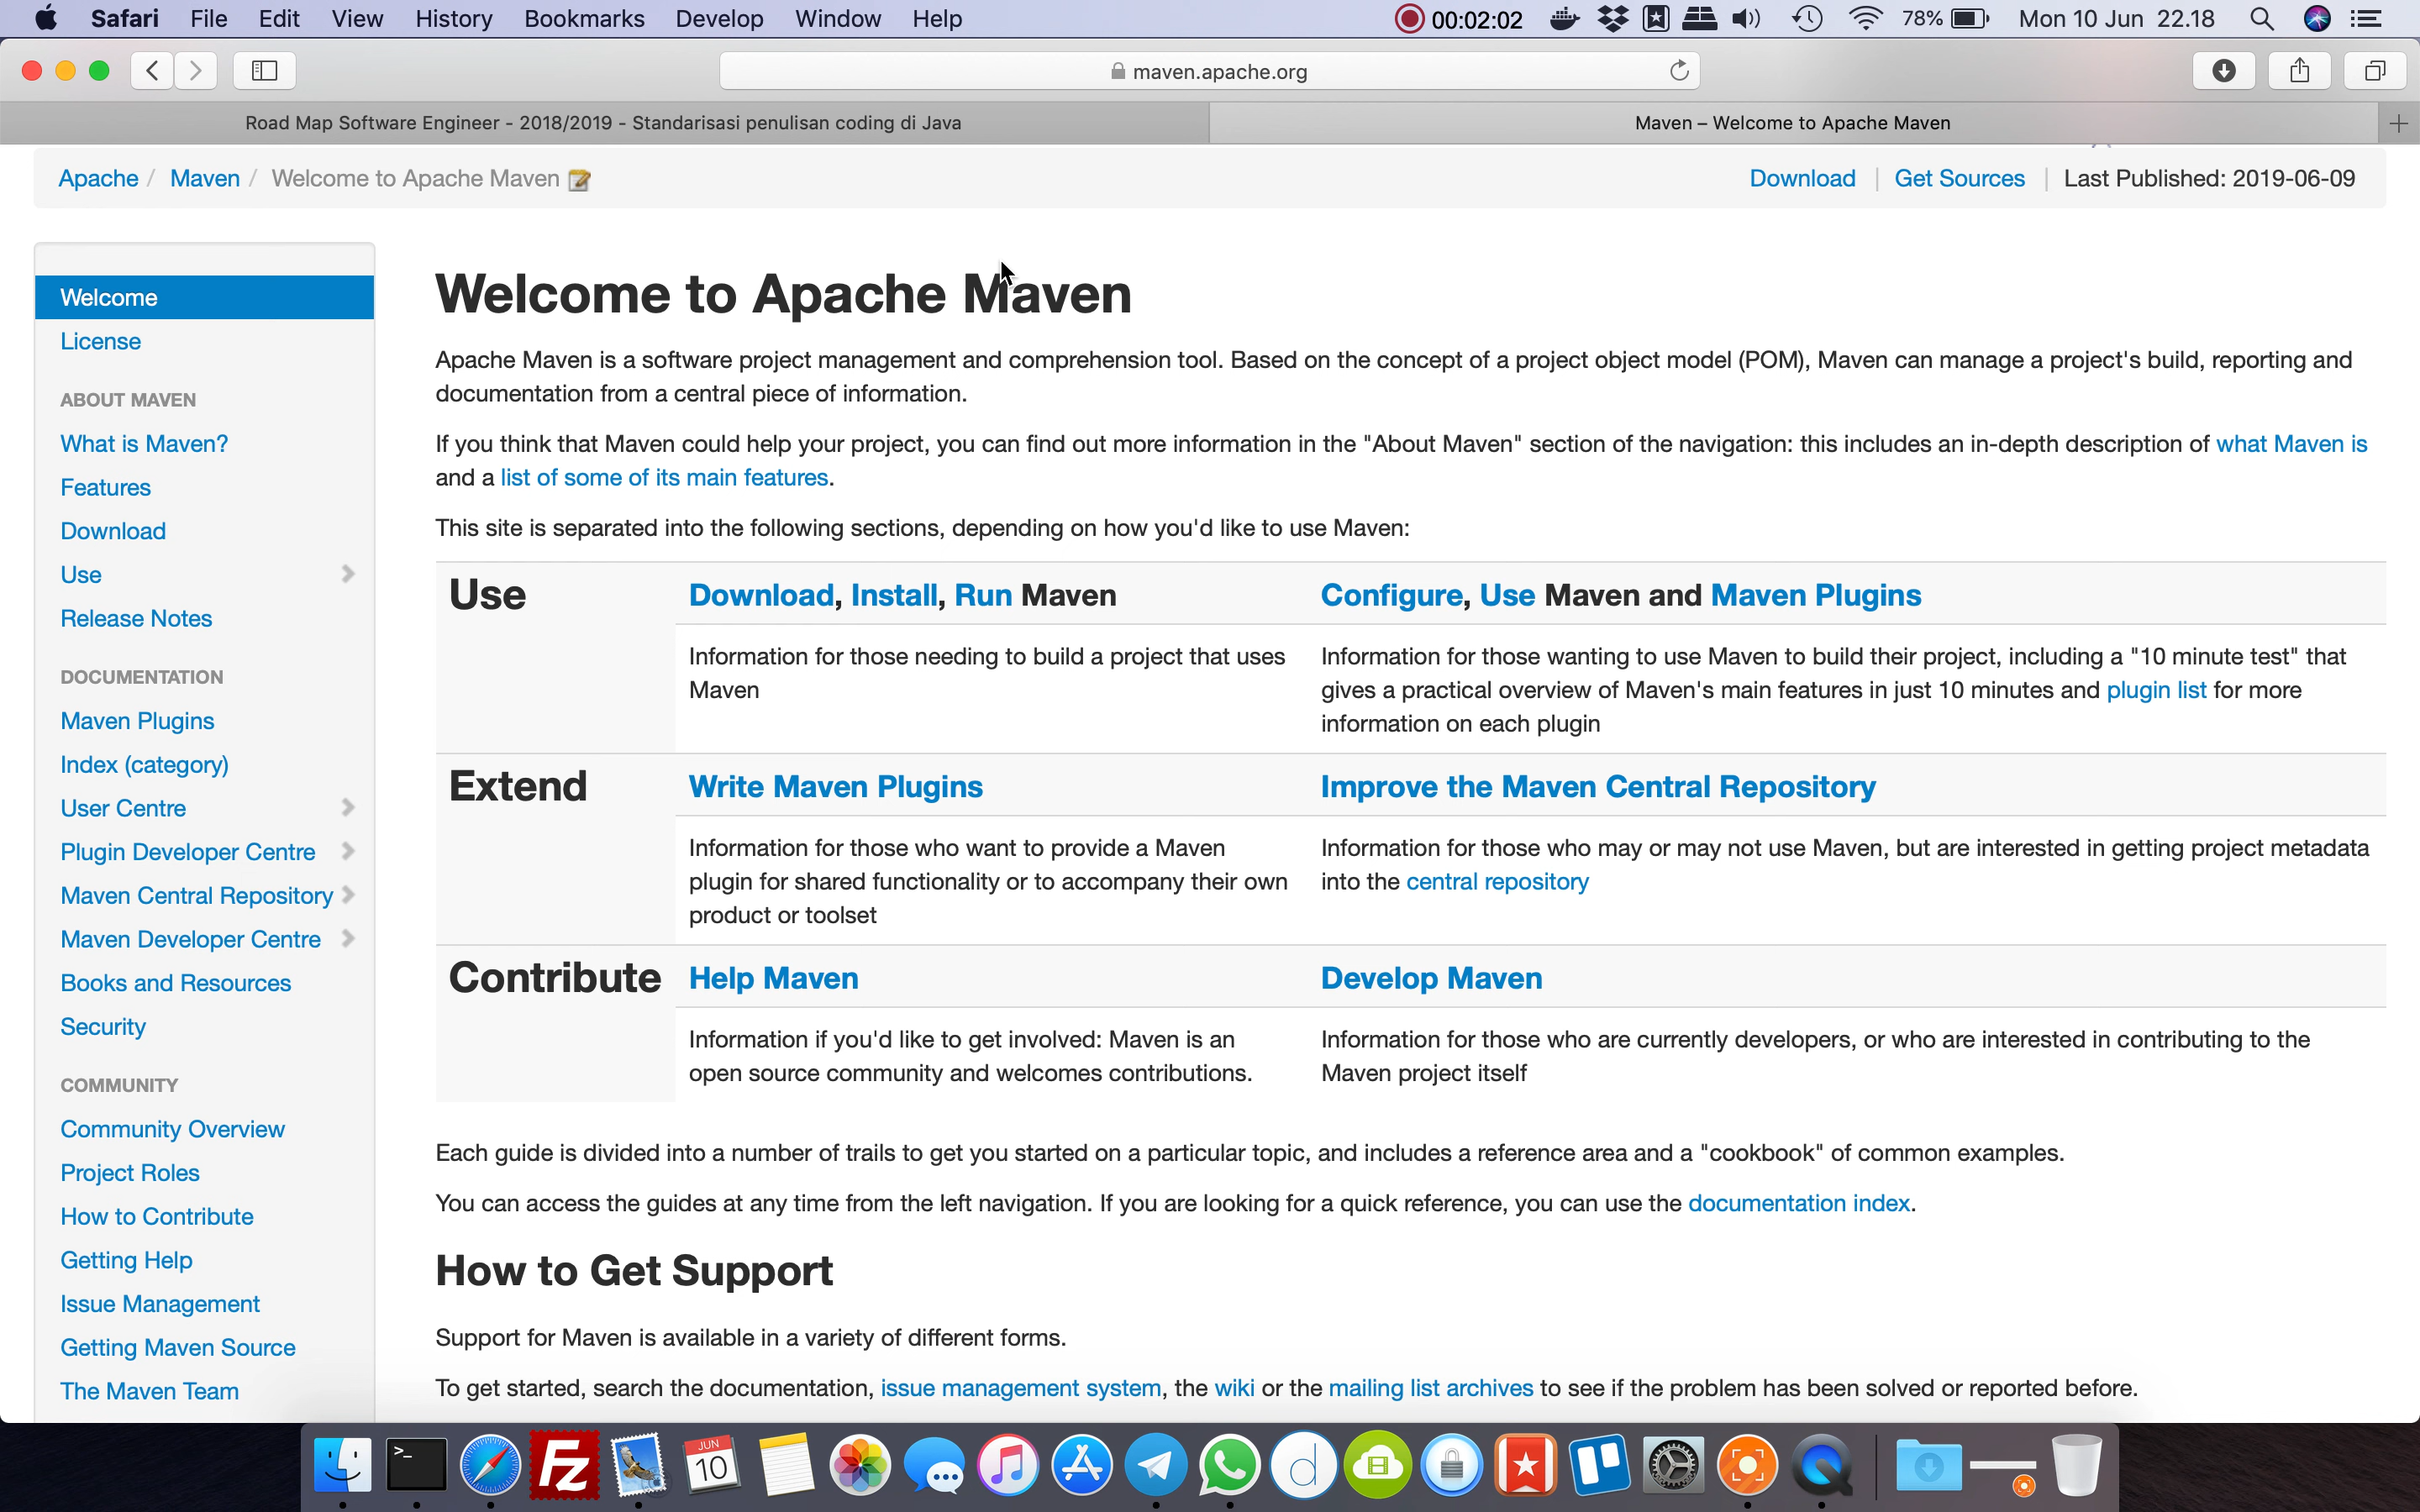 Safari File Edit View History Bookmarks Develop Window Help 00:02:02 78% Mon 10 Jun 22.18
maven.apache.org
Road Map Software Engineer - 2018/2019 - Standarisasi penulisan coding di Java
Maven – Welcome to Apache Maven
Apache / Maven / Welcome to Apache Maven
Download | Get Sources | Last Published: 2019-06-09
Welcome
License
ABOUT MAVEN
What is Maven?
Features
Download
Use
Release Notes
DOCUMENTATION
Maven Plugins
Index (category)
User Centre
Plugin Developer Centre
Maven Central Repository
Maven Developer Centre
Books and Resources
Security
COMMUNITY
Community Overview
Project Roles
How to Contribute
Getting Help
Issue Management
Getting Maven Source
The Maven Team
Welcome to Apache Maven
Apache Maven is a software project management and comprehension tool. Based on the concept of a project object model (POM), Maven can manage a project's build, reporting and
documentation from a central piece of information.
If you think that Maven could help your project, you can find out more information in the "About Maven" section of the navigation: this includes an in-depth description of what Maven is
and a list of some of its main features.
This site is separated into the following sections, depending on how you'd like to use Maven:
Use
Download, Install, Run Maven
Information for those needing to build a project that uses
Maven
Configure, Use Maven and Maven Plugins
Information for those wanting to use Maven to build their project, including a "10 minute test" that
gives a practical overview of Maven's main features in just 10 minutes and plugin list for more
information on each plugin
Extend
Write Maven Plugins
Information for those who want to provide a Maven
plugin for shared functionality or to accompany their own
product or toolset
Improve the Maven Central Repository
Information for those who may or may not use Maven, but are interested in getting project metadata
into the central repository
Contribute
Help Maven
Information if you'd like to get involved: Maven is an
open source community and welcomes contributions.
Develop Maven
Information for those who are currently developers, or who are interested in contributing to the
Maven project itself
Each guide is divided into a number of trails to get you started on a particular topic, and includes a reference area and a "cookbook" of common examples.
You can access the guides at any time from the left navigation. If you are looking for a quick reference, you can use the documentation index.
How to Get Support
Support for Maven is available in a variety of different forms.
To get started, search the documentation, issue management system, the wiki or the mailing list archives to see if the problem has been solved or reported before.
>_
Fz
JUN
10
d